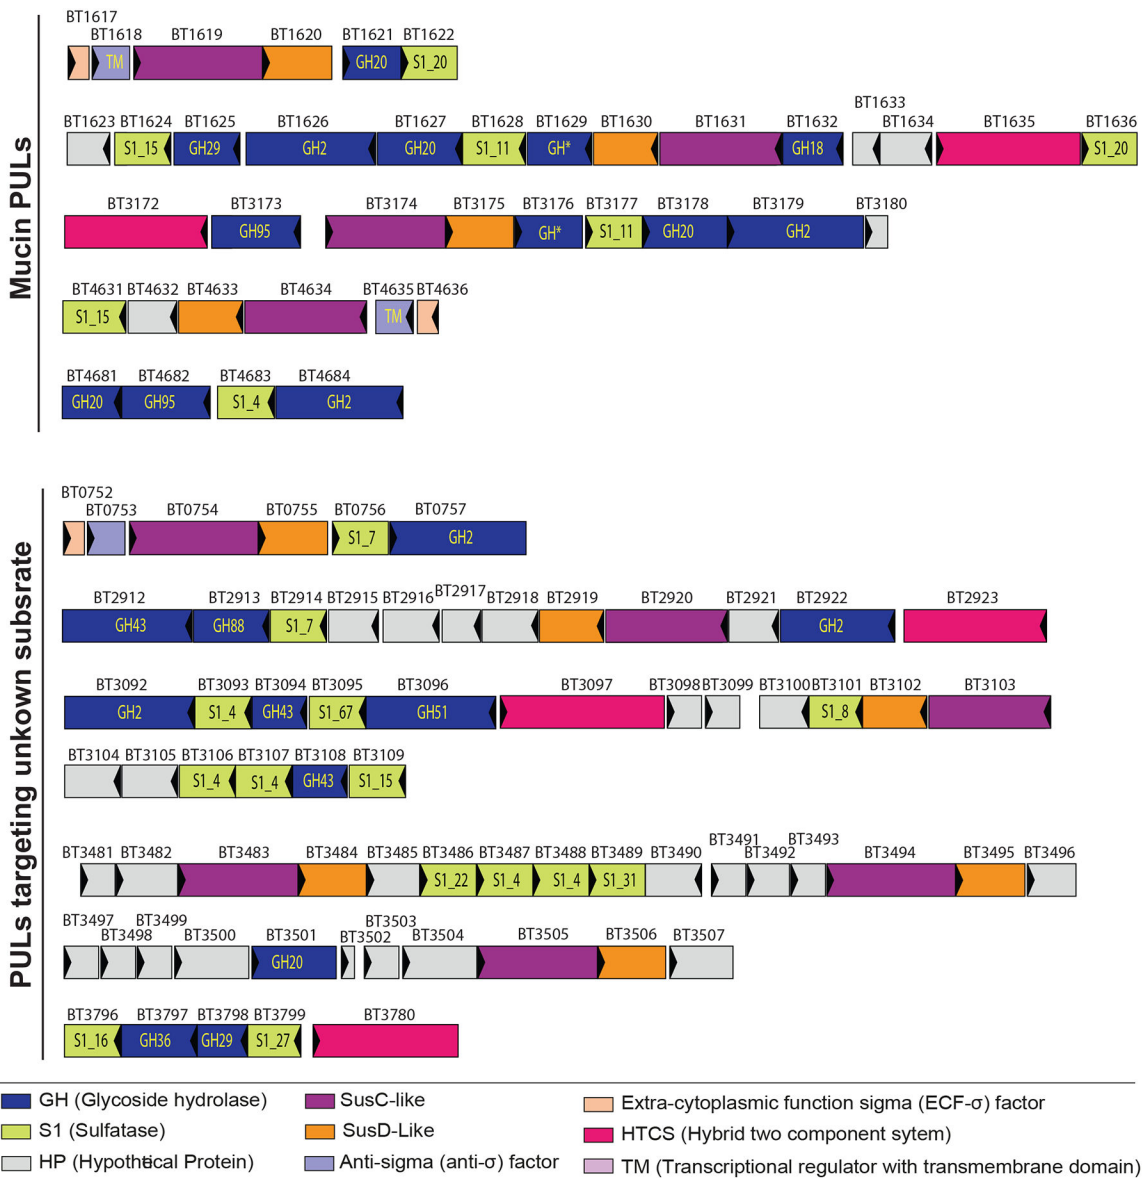 Mucin PULs
BT1617
BT1618 BT1619 BT1620 BT1621 BT1622
TM GH20 S1_20
BT1633
BT1623 BT1624 BT1625 BT1626 BT1627 BT1628 BT1629 BT1630 BT1631 BT1632 BT1634 BT1635 BT1636
S1_15 GH29 GH2 GH20 S1_11 GH* GH18 S1_20
BT3172 BT3173 BT3174 BT3175 BT3176 BT3177 BT3178 BT3179 BT3180
GH95 GH* S1_11 GH20 GH2
BT4631 BT4632 BT4633 BT4634 BT4635 BT4636
S1_15 TM
BT4681 BT4682 BT4683 BT4684
GH20 GH95 S1_4 GH2
PULs targeting unkown subsrate
BT0752
BT0753 BT0754 BT0755 BT0756 BT0757
S1_7 GH2
BT2912 BT2913 BT2914 BT2915 BT2916 BT2917 BT2918 BT2919 BT2920 BT2921 BT2922 BT2923
GH43 GH88 S1_7 GH2
BT3092 BT3093 BT3094 BT3095 BT3096 BT3097 BT3098 BT3099 BT3100 BT3101 BT3102 BT3103
GH2 S1_4 GH43 S1_67 GH51 S1_8
BT3104 BT3105 BT3106 BT3107 BT3108 BT3109
S1_4 S1_4 GH43 S1_15
BT3491 BT3493
BT3481 BT3482 BT3483 BT3484 BT3485 BT3486 BT3487 BT3488 BT3489 BT3490 BT3492 BT3494 BT3495 BT3496
S1_22 S1_4 S1_4 S1_31
BT3497 BT3499 BT3503
BT3498 BT3500 BT3501 BT3502 BT3504 BT3505 BT3506 BT3507
GH20
BT3796 BT3797 BT3798 BT3799 BT3780
S1_16 GH36 GH29 S1_27
GH (Glycoside hydrolase) SusC-like Extra-cytoplasmic function sigma (ECF-σ) factor
S1 (Sulfatase) SusD-Like HTCS (Hybrid two component sytem)
HP (Hypothetical Protein) Anti-sigma (anti-σ) factor TM (Transcriptional regulator with transmembrane domain)